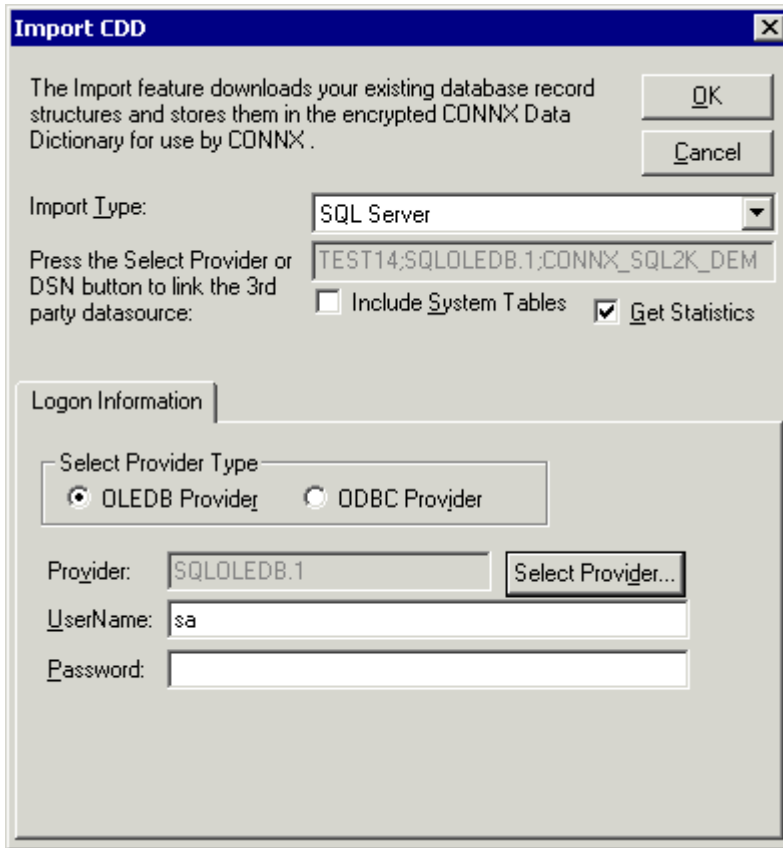 Import CDD
The Import feature downloads your existing database record
structures and stores them in the encrypted CONNX Data
Dictionary for use by CONNX .
OK
Cancel
Import Type:
SQL Server
Press the Select Provider or
DSN button to link the 3rd
party datasource:
TEST14;SQLOLEDB.1;CONNX_SQL2K_DEM
Include System Tables
Get Statistics
Logon Information
Select Provider Type
OLEDB Provider
ODBC Provider
Provider:
SQLOLEDB.1
Select Provider...
UserName:
sa
Password: